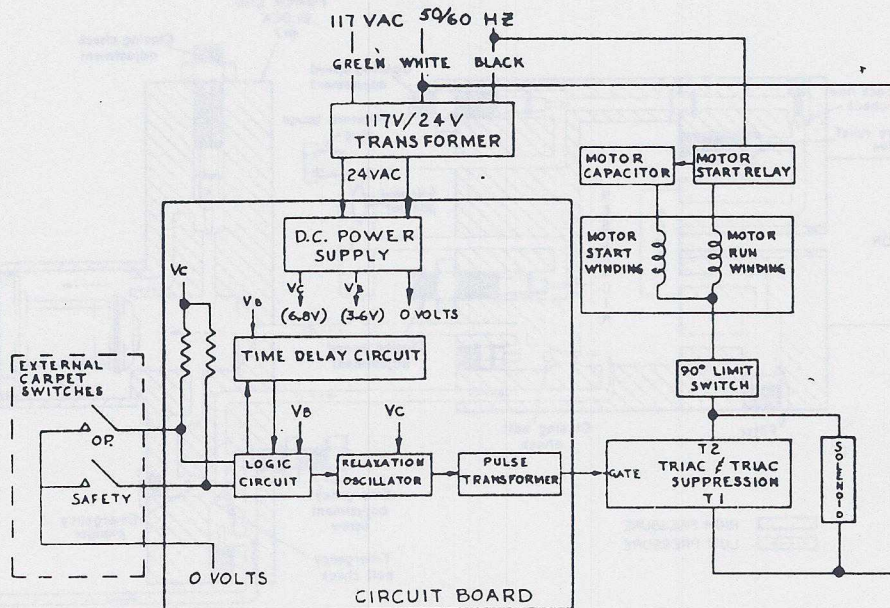 117 VAC 50/60 HZ
GREEN WHITE BLACK
117V/24V
TRANSFORMER
24VAC
MOTOR
CAPACITOR
MOTOR
START RELAY
D.C. POWER
SUPPLY
MOTOR
START
WINDING
MOTOR
RUN
WINDING
VC
VB
VC
(6.8V)
VB
(3.6V)
0 VOLTS
TIME DELAY CIRCUIT
90° LIMIT
SWITCH
EXTERNAL
CARPET
SWITCHES
OP.
SAFETY
0 VOLTS
VB
VC
LOGIC
CIRCUIT
RELAXATION
OSCILLATOR
PULSE
TRANSFORMER
GATE
T2
TRIAC & TRIAC
SUPPRESSION
T1
SOLENOID
CIRCUIT BOARD